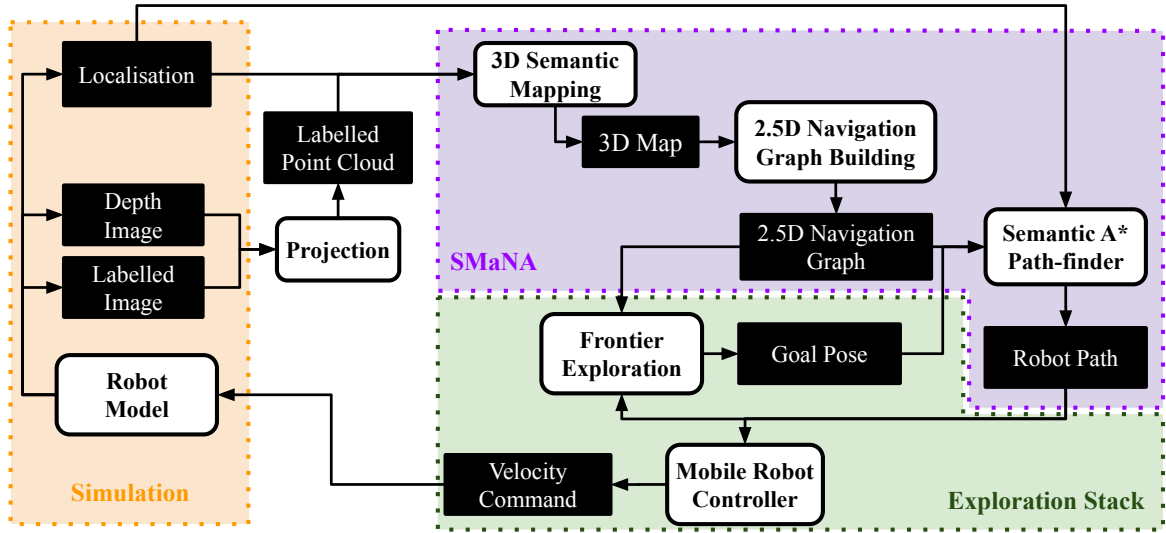 Localisation
3D Semantic
Mapping
Labelled
Point Cloud
3D Map
2.5D Navigation
Graph Building
Depth
Image
Projection
Labelled
Image
SMaNA
2.5D Navigation
Graph
Semantic A*
Path-finder
Frontier
Exploration
Goal Pose
Robot Path
Robot
Model
Simulation
Velocity
Command
Mobile Robot
Controller
Exploration Stack